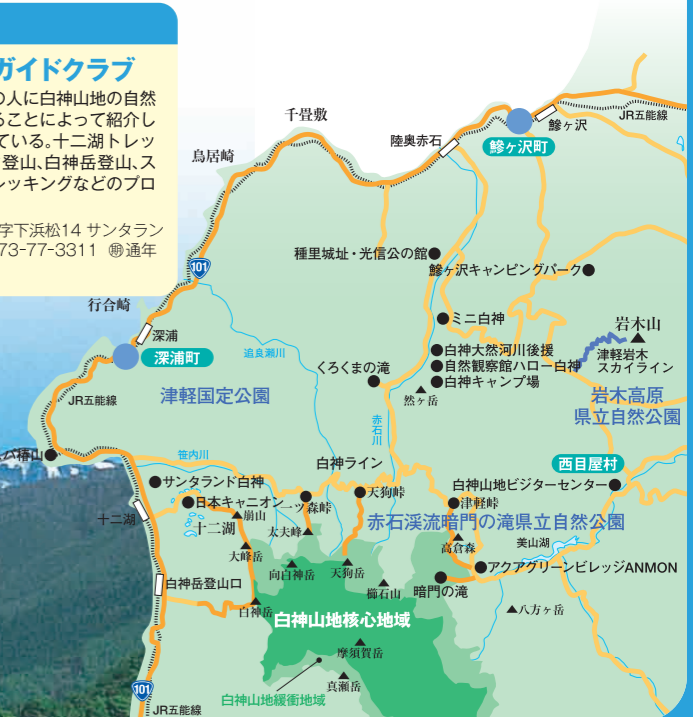 ガイドクラブ
の人に白神山地の自然
ることによって紹介し
ている。十二湖トレッ
登山、白神岳登山、ス
レッキングなどのプロ
字下浜松14 サンタラン
73-77-3311 通年
千畳敷
鳥居崎
陸奥赤石
鰺ヶ沢
JR五能線
鰺ヶ沢町
種里城址・光信公の館
鰺ヶ沢キャンピングパーク
101
行合崎
深浦
深浦町
追良瀬川
ミニ白神
岩木山
白神大然河川後援
自然観察館ハロー白神
白神キャンプ場
津軽岩木
スカイライン
くろくまの滝
然ヶ岳
JR五能線
津軽国定公園
赤石川
岩木高原
県立自然公園
椿山
笹内川
白神ライン
西目屋村
サンタランド白神
天狗峠
白神山地ビジターセンター
日本キャニオン
一ッ森峠
津軽峠
十二湖
崩山
十二湖
太夫峰
赤石渓流暗門の滝県立自然公園
美山湖
大峰岳
高倉森
向白神岳
天狗岳
アクアグリーンビレッジANMON
白神岳登山口
櫛石山
暗門の滝
白神岳
八方ヶ岳
白神山地核心地域
摩須賀岳
真瀬岳
白神山地緩衝地域
101
JR五能線